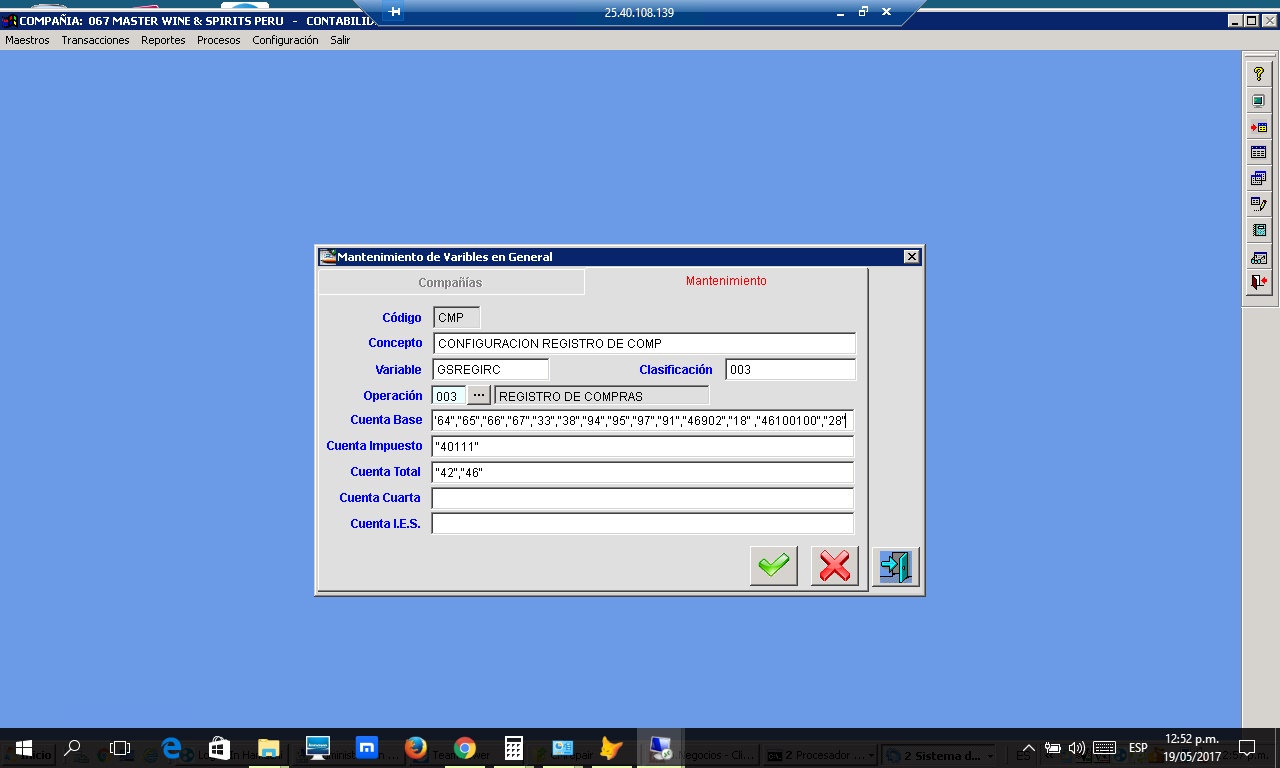 25.40.108.139
COMPAÑIA: 067 MASTER WINE & SPIRITS PERU - CONTABILID
Maestros Transacciones Reportes Procesos Configuración Salir
Mantenimiento de Varibles en General
Compañías Mantenimiento
Código CMP
Concepto CONFIGURACION REGISTRO DE COMP
Variable GSREGIRC Clasificación 003
Operación 003 ... REGISTRO DE COMPRAS
Cuenta Base "64","65","66","67","33","38","94","95","97","91","46902","18" ,"46100100","28"
Cuenta Impuesto "40111"
Cuenta Total "42","46"
Cuenta Cuarta
Cuenta I.E.S.
ESP
12:52 p.m.
19/05/2017